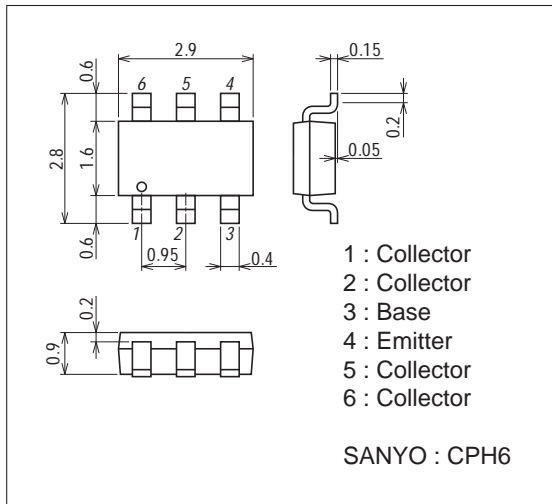 2.9
0.15
0.6
6 5 4
0.2
2.8
1.6
0.05
0.6
1 2 3
0.95
0.4
1 : Collector
2 : Collector
3 : Base
4 : Emitter
5 : Collector
6 : Collector
0.2
0.9
SANYO : CPH6